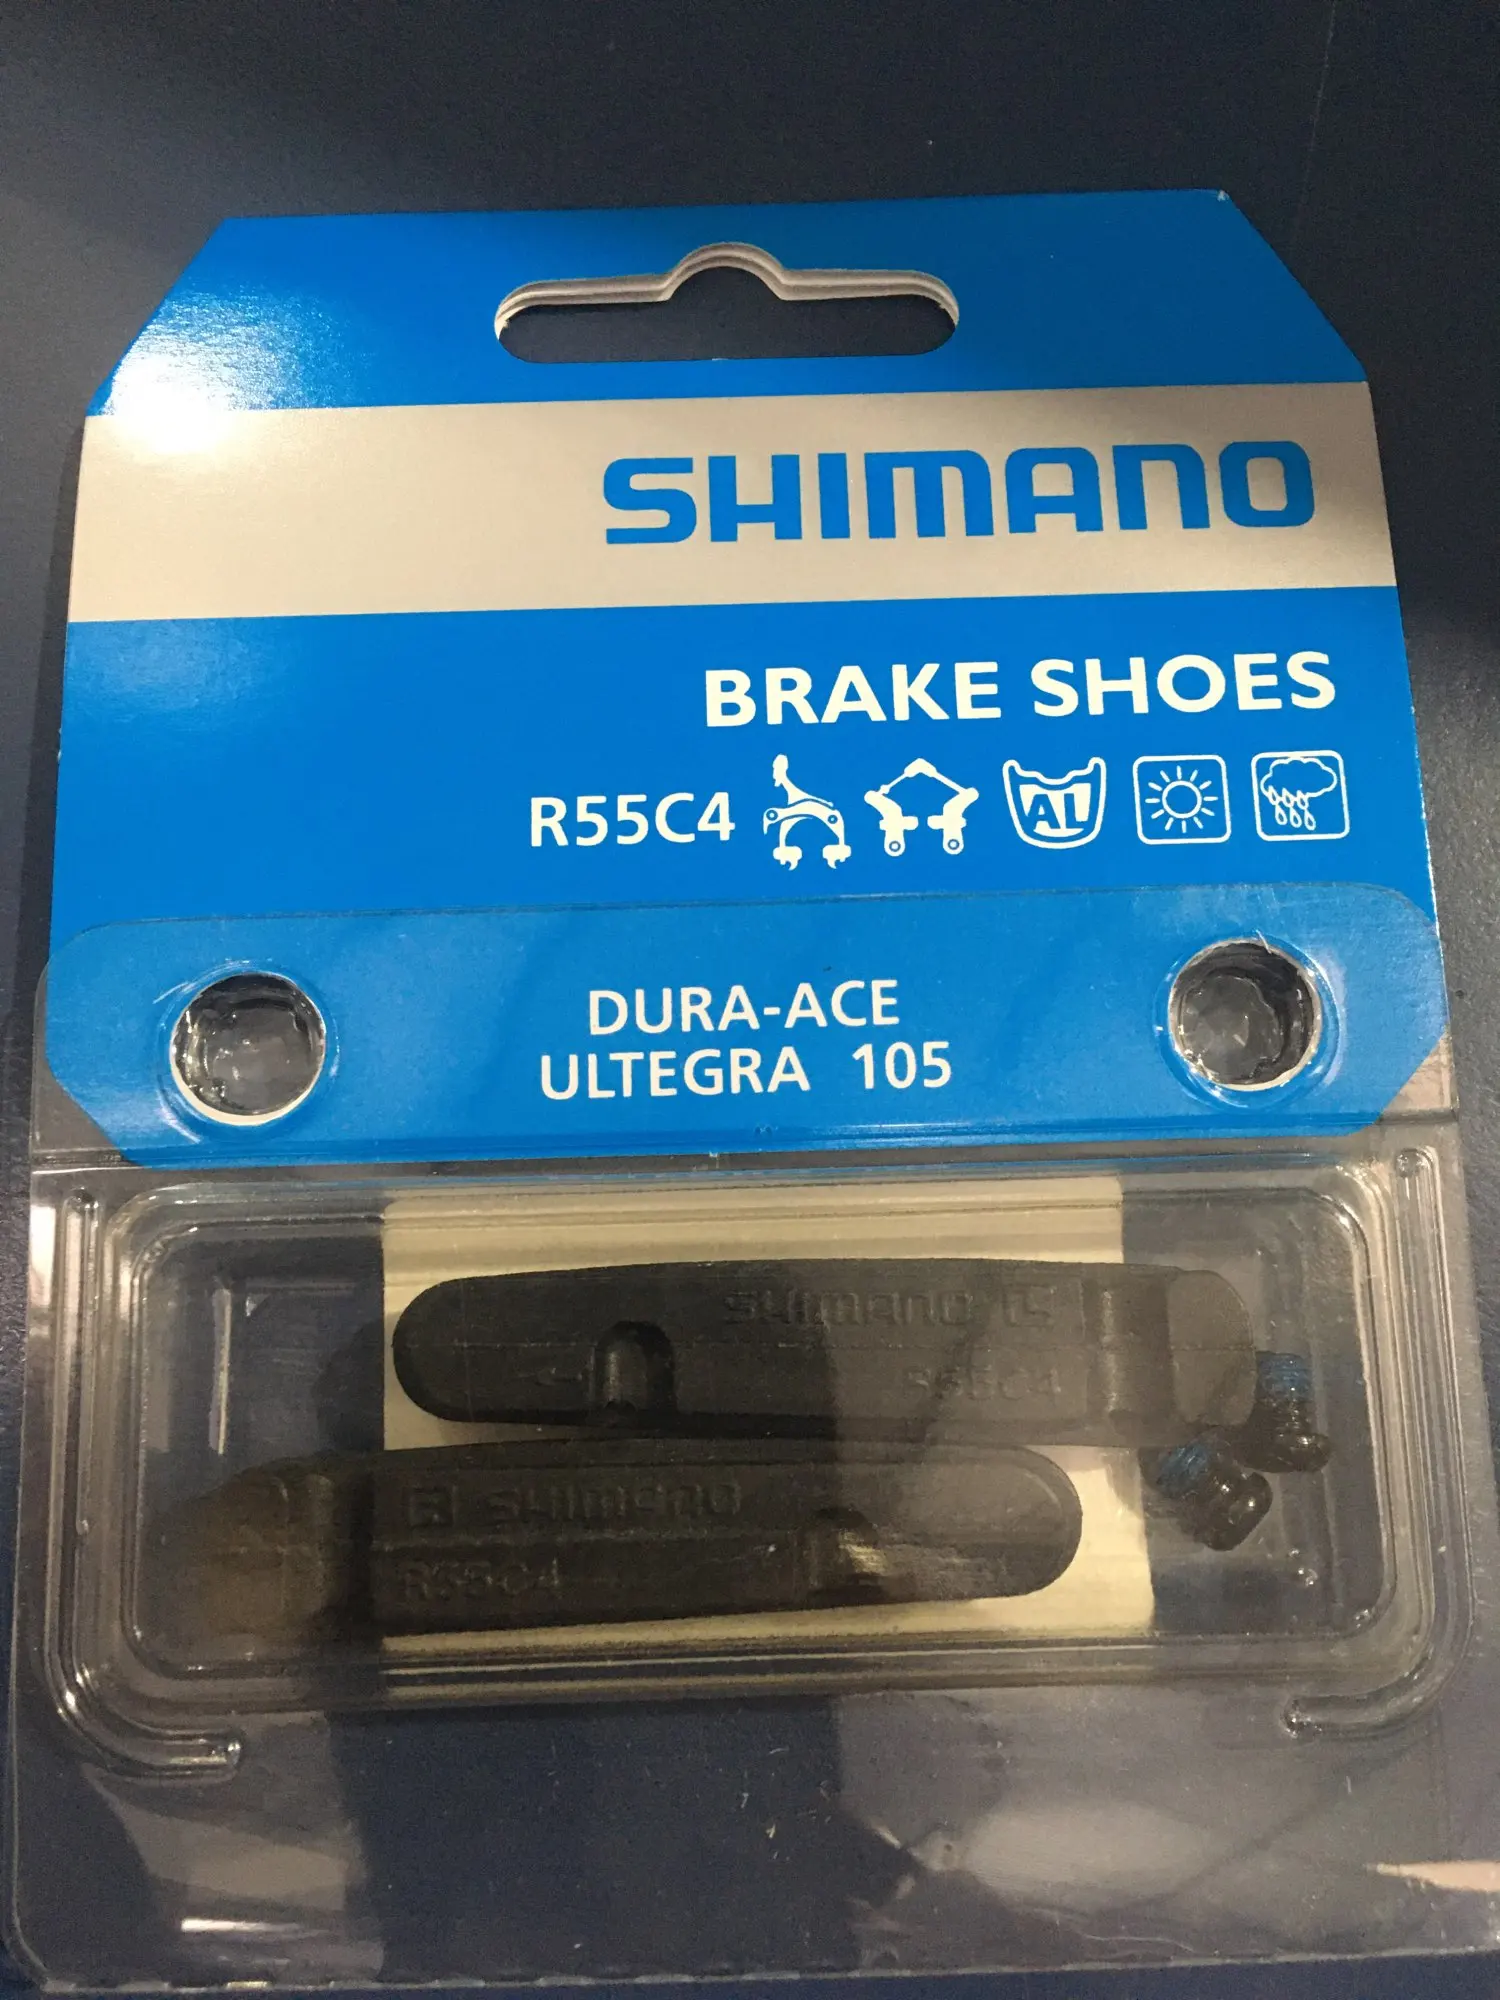 SHIMANO
BRAKE SHOES
R55C4
AL
DURA-ACE
ULTEGRA 105
SHIMANO L
R55C4
R SHIMANO
R55C4